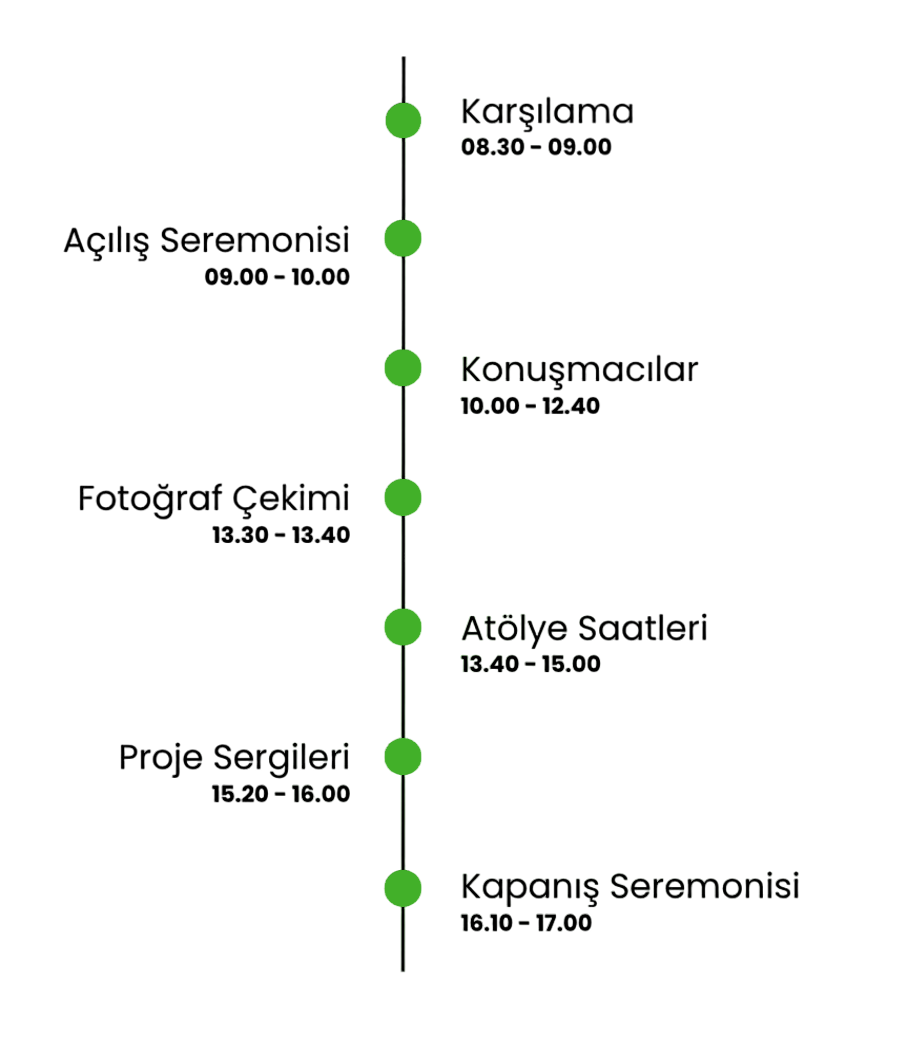 Karşılama
08.30 - 09.00
Açılış Seremonisi
09.00 - 10.00
Konuşmacılar
10.00 - 12.40
Fotoğraf Çekimi
13.30 - 13.40
Atölye Saatleri
13.40 - 15.00
Proje Sergileri
15.20 - 16.00
Kapanış Seremonisi
16.10 - 17.00